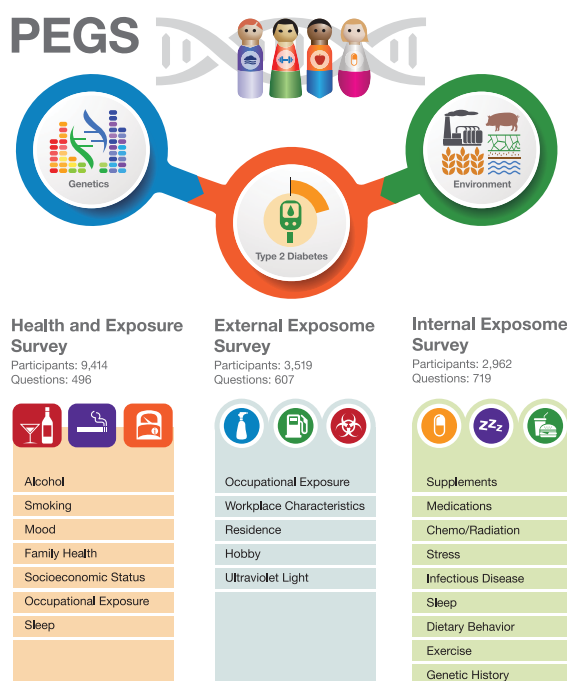 PEGS
Genetics
Environment
Type 2 Diabetes
Health and Exposure
Survey
Participants: 9,414
Questions: 496
Alcohol
Smoking
Mood
Family Health
Socioeconomic Status
Occupational Exposure
Sleep
External Exposome
Survey
Participants: 3,519
Questions: 607
Occupational Exposure
Workplace Characteristics
Residence
Hobby
Ultraviolet Light
Internal Exposome
Survey
Participants: 2,962
Questions: 719
zzz
Supplements
Medications
Chemo/Radiation
Stress
Infectious Disease
Sleep
Dietary Behavior
Exercise
Genetic History